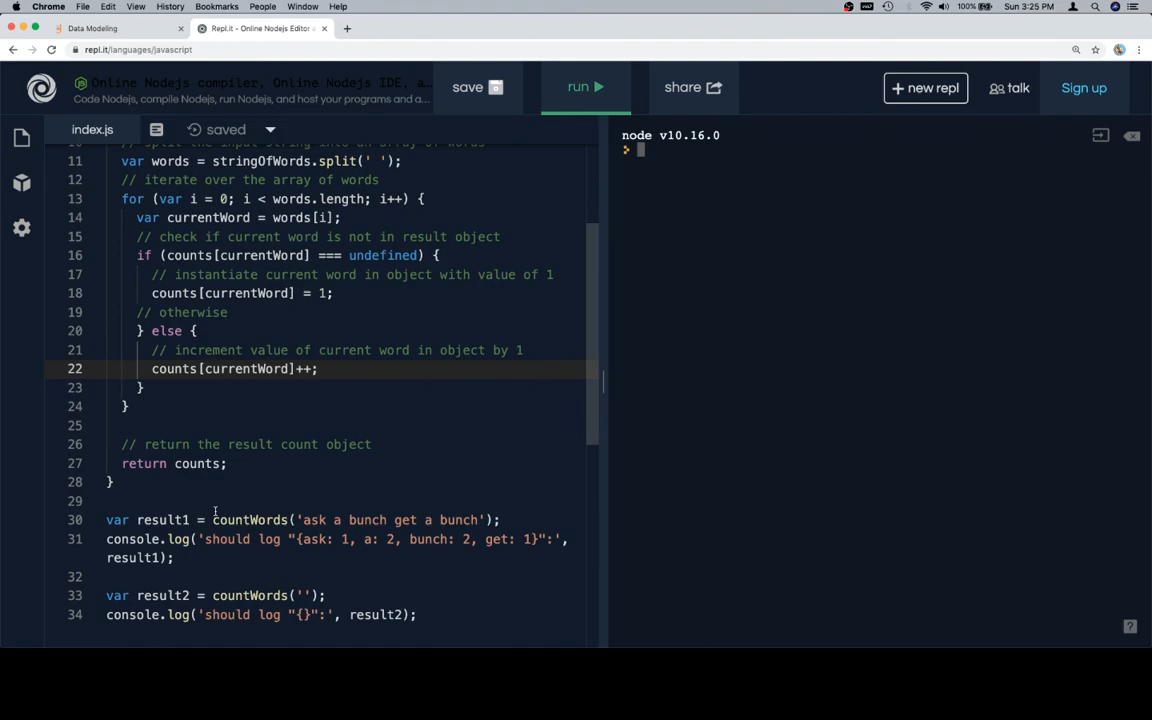 Chrome File Edit View History Bookmarks People Window Help 100% Sun 3:25 PM
Data Modeling
Repl.it - Online Nodejs Editor a
repl.it/languages/javascript
Online Nodejs compiler, Online Nodejs IDE, a…
Code Nodejs, compile Nodejs, run Nodejs, and host your programs and a…
save
run
share
+ new repl
talk
Sign up
index.js
saved
10 // split the input string into an array of words
11 var words = stringOfWords.split(' ');
12 // iterate over the array of words
13 for (var i = 0; i < words.length; i++) {
14 var currentWord = words[i];
15 // check if current word is not in result object
16 if (counts[currentWord] === undefined) {
17 // instantiate current word in object with value of 1
18 counts[currentWord] = 1;
19 // otherwise
20 } else {
21 // increment value of current word in object by 1
22 counts[currentWord]++;
23 }
24 }
25
26 // return the result count object
27 return counts;
28 }
29
30 var result1 = countWords('ask a bunch get a bunch');
31 console.log('should log "{ask: 1, a: 2, bunch: 2, get: 1}":',
result1);
32
33 var result2 = countWords('');
34 console.log('should log "{}":', result2);
node v10.16.0
>
?